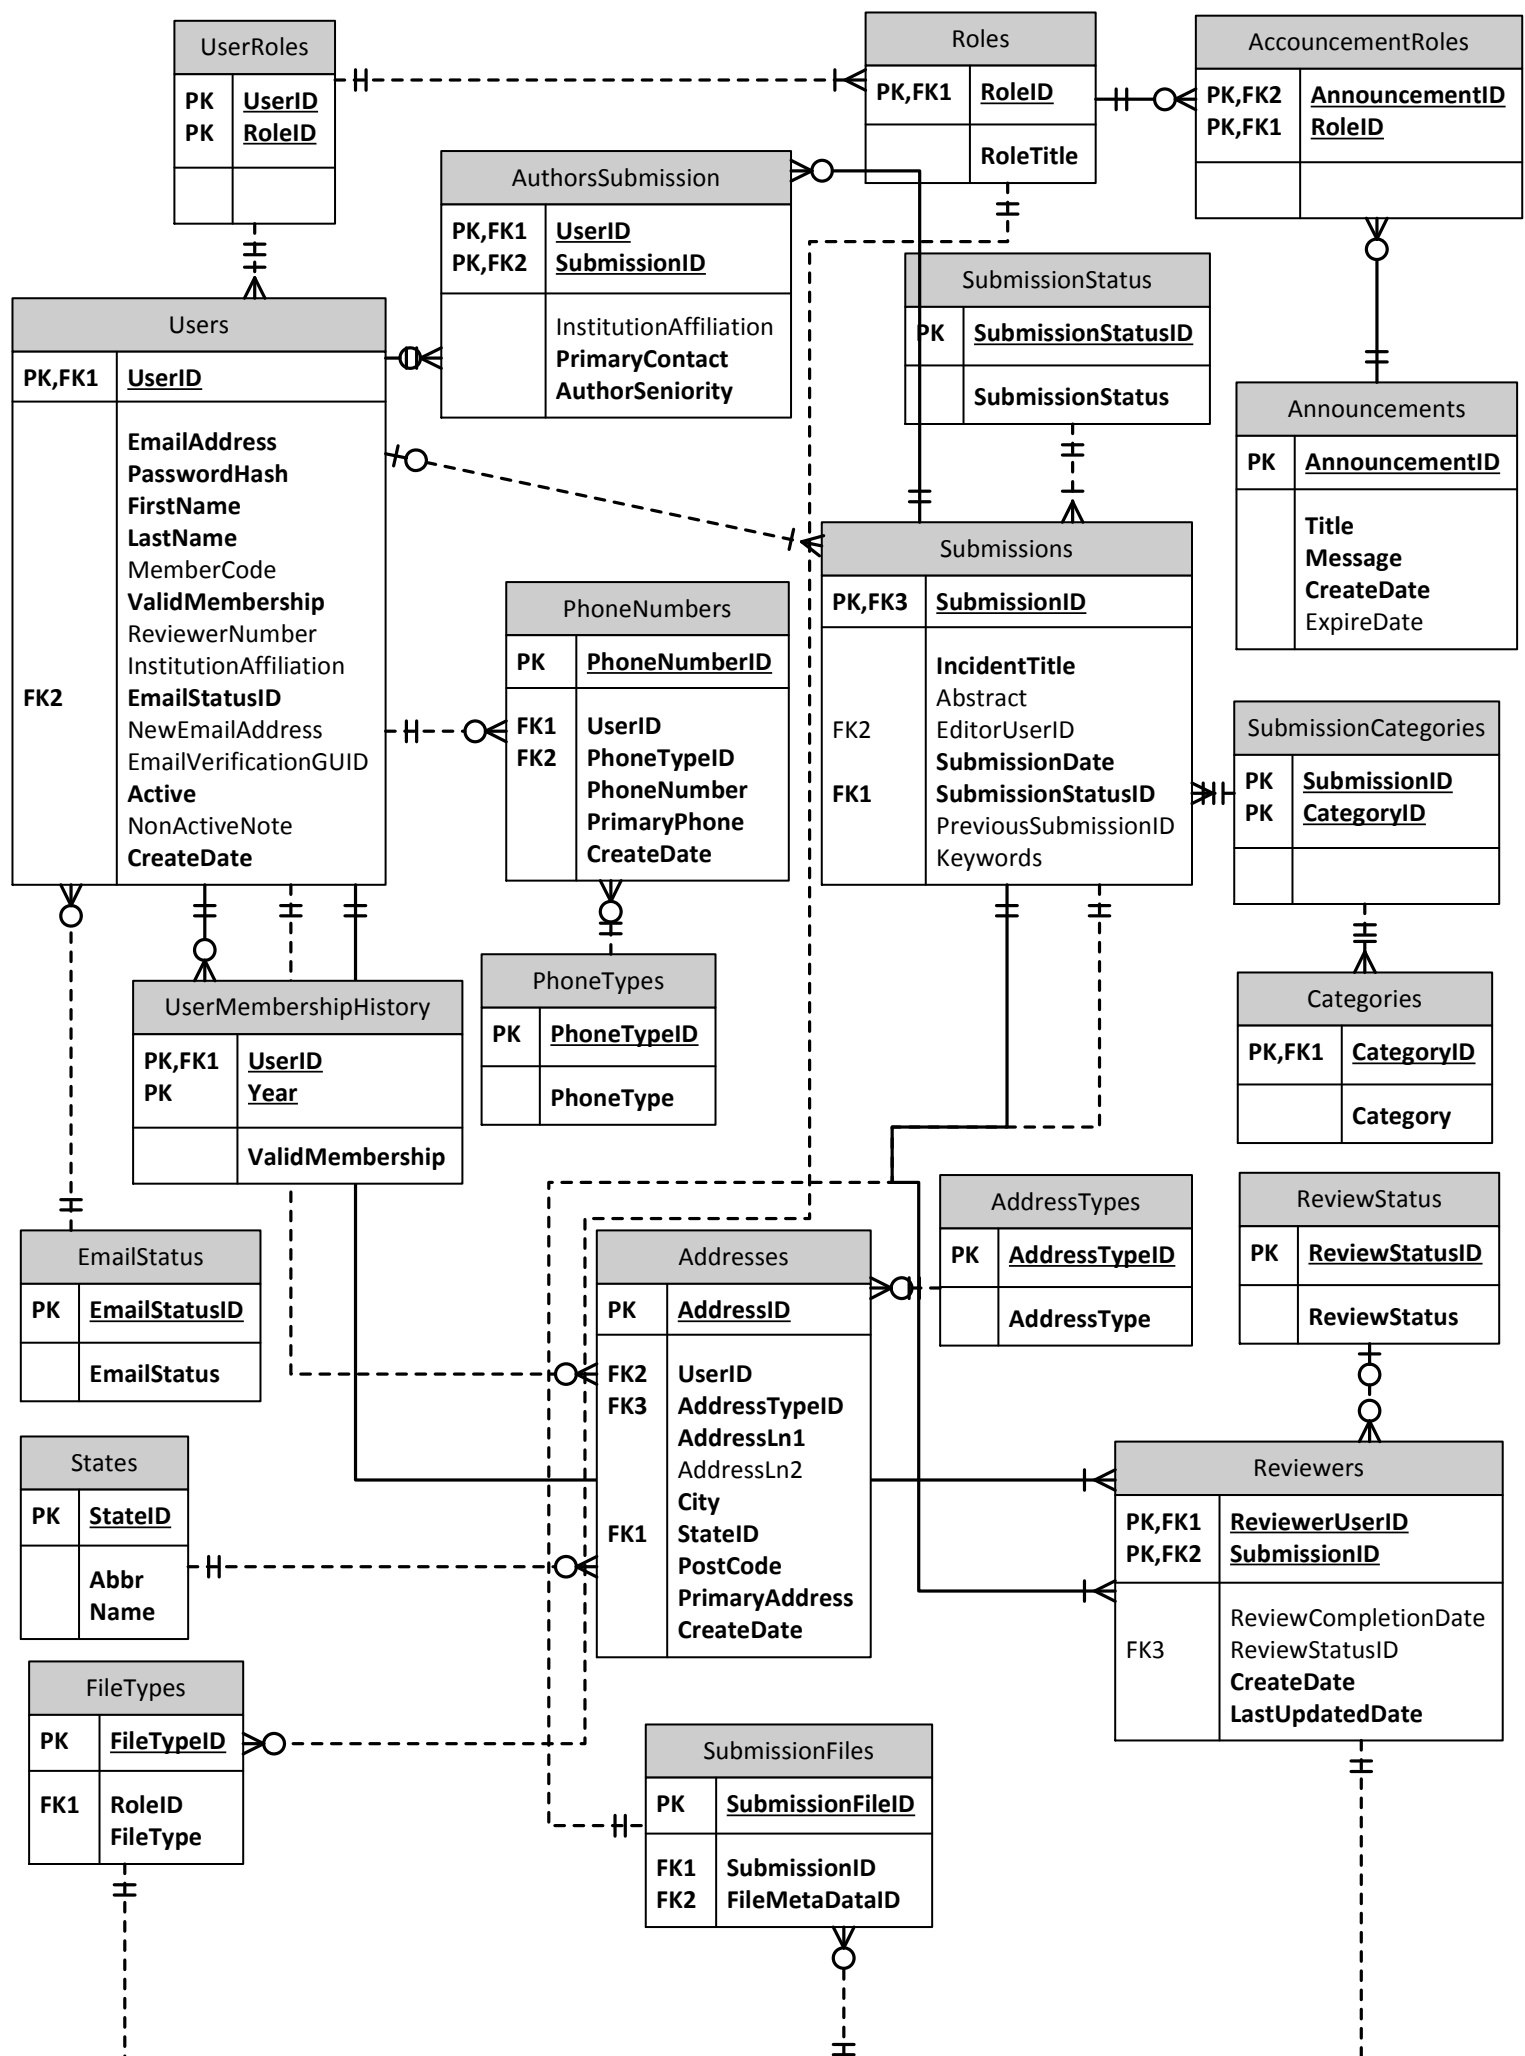 UserRoles
PK UserID
PK RoleID
Roles
PK,FK1 RoleID
RoleTitle
AccouncementRoles
PK,FK2 AnnouncementID
PK,FK1 RoleID
AuthorsSubmission
PK,FK1 UserID
PK,FK2 SubmissionID
InstitutionAffiliation
PrimaryContact
AuthorSeniority
SubmissionStatus
PK SubmissionStatusID
SubmissionStatus
Users
PK,FK1 UserID
EmailAddress
PasswordHash
FirstName
LastName
MemberCode
ValidMembership
ReviewerNumber
InstitutionAffiliation
FK2 EmailStatusID
NewEmailAddress
EmailVerificationGUID
Active
NonActiveNote
CreateDate
Announcements
PK AnnouncementID
Title
Message
CreateDate
ExpireDate
Submissions
PK,FK3 SubmissionID
IncidentTitle
Abstract
FK2 EditorUserID
SubmissionDate
FK1 SubmissionStatusID
PreviousSubmissionID
Keywords
PhoneNumbers
PK PhoneNumberID
FK1 UserID
FK2 PhoneTypeID
PhoneNumber
PrimaryPhone
CreateDate
SubmissionCategories
PK SubmissionID
PK CategoryID
PhoneTypes
PK PhoneTypeID
PhoneType
UserMembershipHistory
PK,FK1 UserID
PK Year
ValidMembership
Categories
PK,FK1 CategoryID
Category
AddressTypes
PK AddressTypeID
AddressType
ReviewStatus
PK ReviewStatusID
ReviewStatus
EmailStatus
PK EmailStatusID
EmailStatus
Addresses
PK AddressID
FK2 UserID
FK3 AddressTypeID
AddressLn1
AddressLn2
City
FK1 StateID
PostCode
PrimaryAddress
CreateDate
States
PK StateID
Abbr
Name
Reviewers
PK,FK1 ReviewerUserID
PK,FK2 SubmissionID
ReviewCompletionDate
FK3 ReviewStatusID
CreateDate
LastUpdatedDate
FileTypes
PK FileTypeID
FK1 RoleID
FileType
SubmissionFiles
PK SubmissionFileID
FK1 SubmissionID
FK2 FileMetaDataID